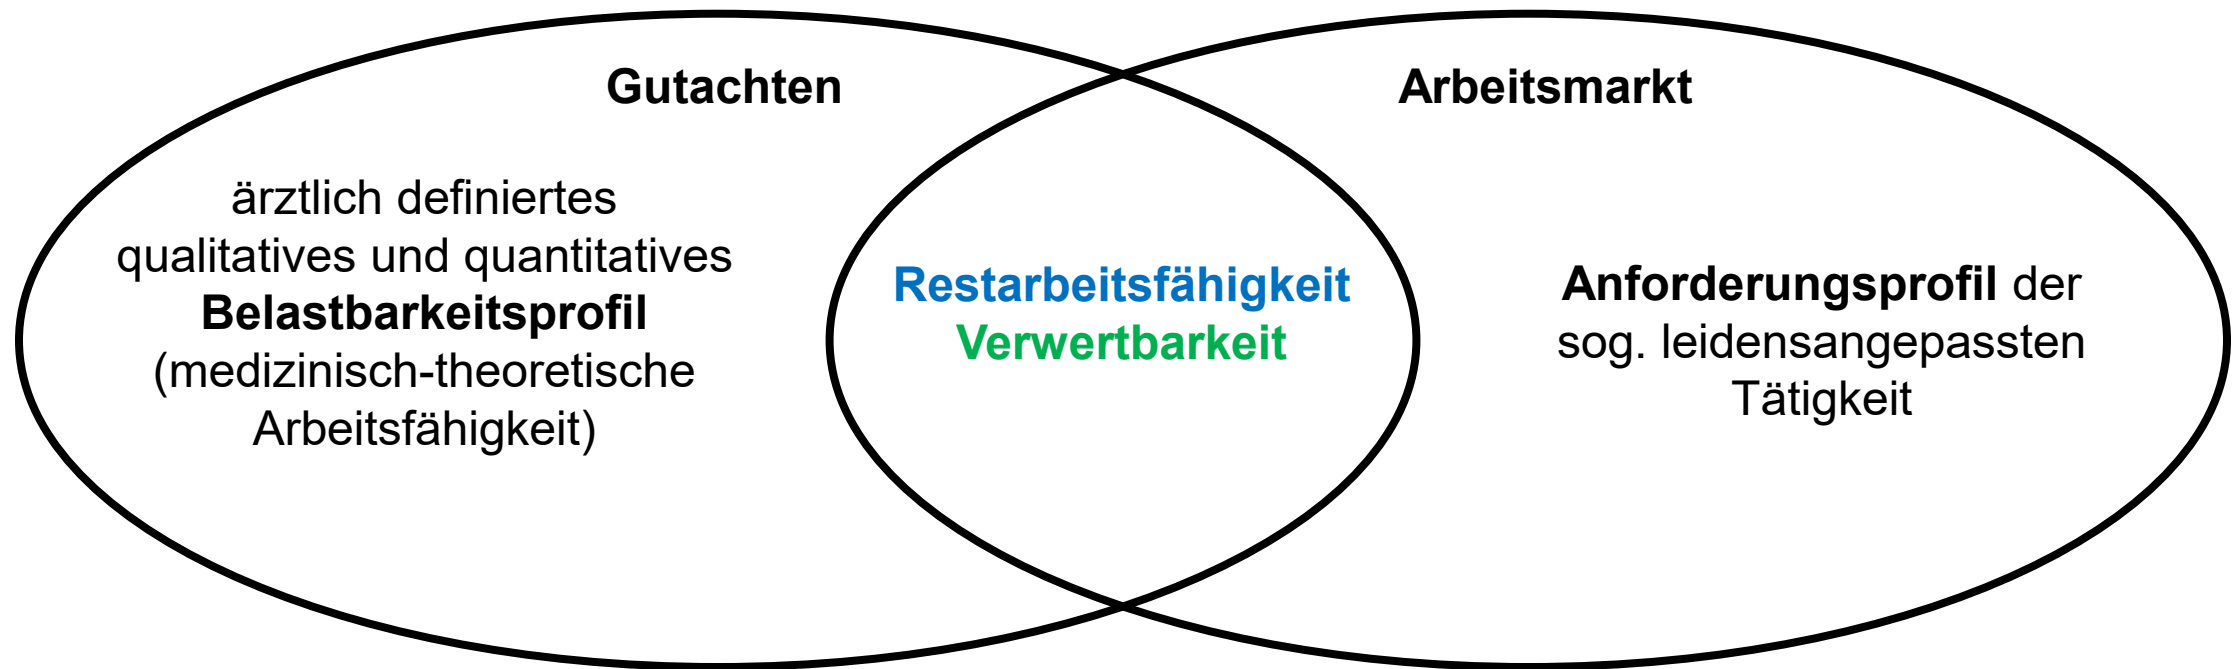 Gutachten
ärztlich definiertes
qualitatives und quantitatives
Belastbarkeitsprofil
(medizinisch-theoretische
Arbeitsfähigkeit)
Restarbeitsfähigkeit
Verwertbarkeit
Arbeitsmarkt
Anforderungsprofil der
sog. leidensangepassten
Tätigkeit